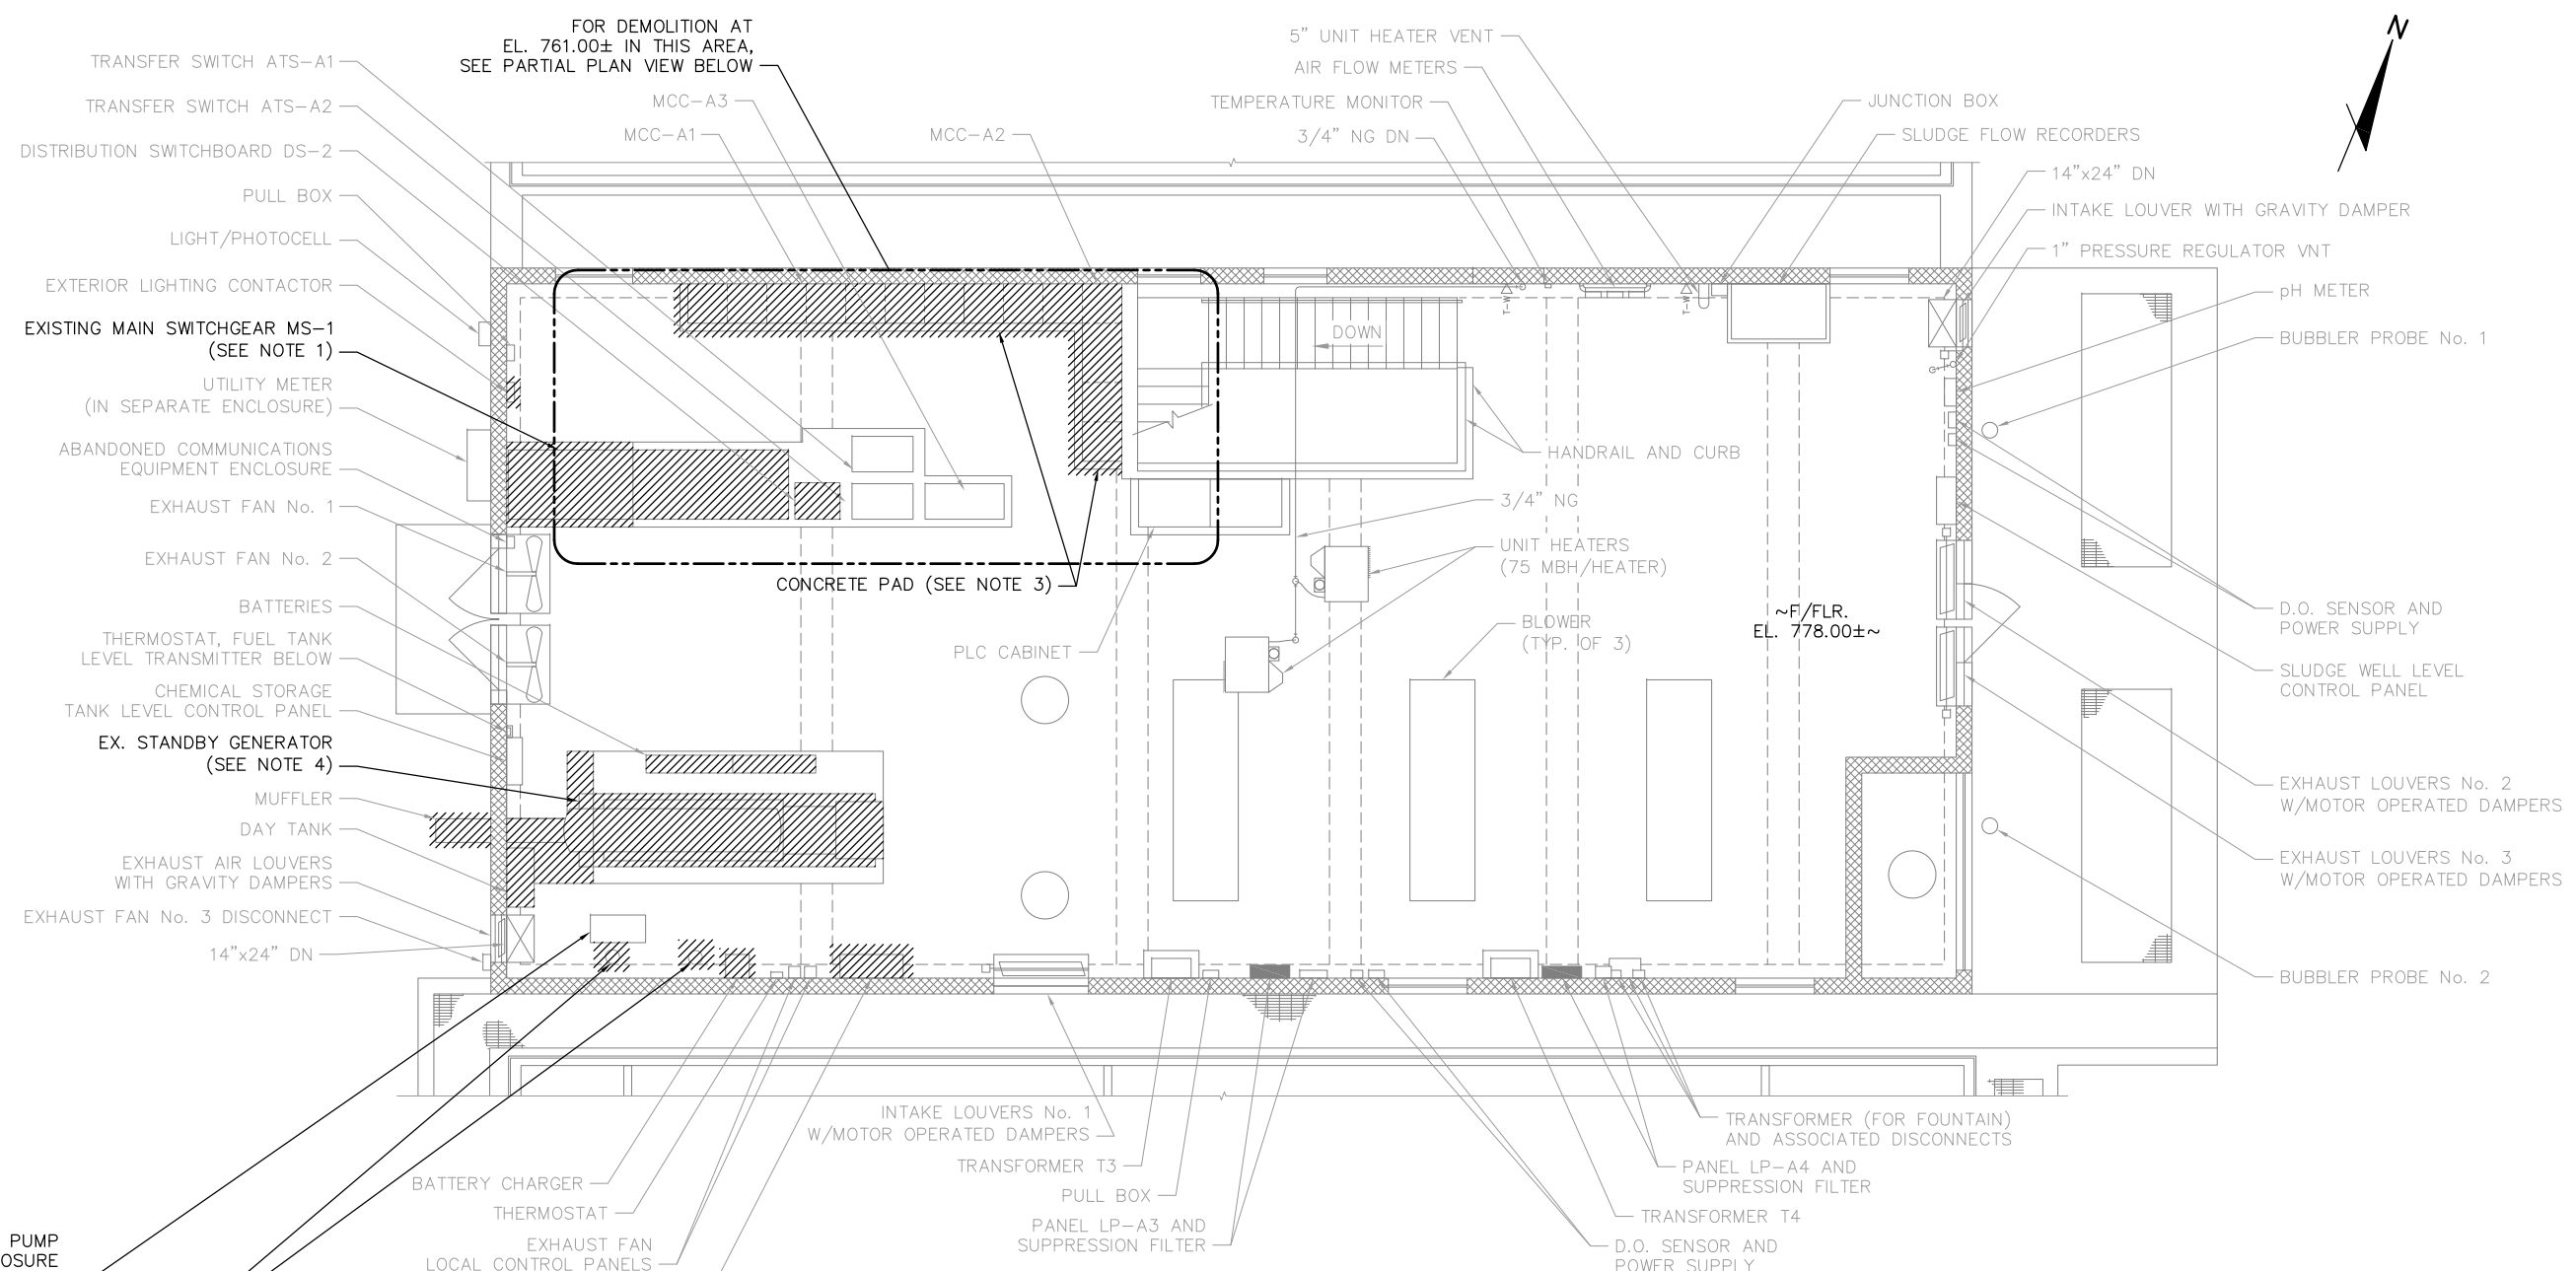 N
FOR DEMOLITION AT
EL. 761.00± IN THIS AREA,
SEE PARTIAL PLAN VIEW BELOW
TRANSFER SWITCH ATS-A1
TRANSFER SWITCH ATS-A2
DISTRIBUTION SWITCHBOARD DS-2
PULL BOX
LIGHT/PHOTOCELL
EXTERIOR LIGHTING CONTACTOR
EXISTING MAIN SWITCHGEAR MS-1
(SEE NOTE 1)
UTILITY METER
(IN SEPARATE ENCLOSURE)
ABANDONED COMMUNICATIONS
EQUIPMENT ENCLOSURE
EXHAUST FAN No. 1
EXHAUST FAN No. 2
BATTERIES
THERMOSTAT, FUEL TANK
LEVEL TRANSMITTER BELOW
CHEMICAL STORAGE
TANK LEVEL CONTROL PANEL
EX. STANDBY GENERATOR
(SEE NOTE 4)
MUFFLER
DAY TANK
EXHAUST AIR LOUVERS
WITH GRAVITY DAMPERS
EXHAUST FAN No. 3 DISCONNECT
14"x24" DN
MCC-A3
MCC-A1
MCC-A2
5" UNIT HEATER VENT
AIR FLOW METERS
TEMPERATURE MONITOR
3/4" NG DN
JUNCTION BOX
SLUDGE FLOW RECORDERS
14"x24" DN
INTAKE LOUVER WITH GRAVITY DAMPER
1" PRESSURE REGULATOR VNT
pH METER
BUBBLER PROBE No. 1
D.O. SENSOR AND
POWER SUPPLY
SLUDGE WELL LEVEL
CONTROL PANEL
EXHAUST LOUVERS No. 2
W/MOTOR OPERATED DAMPERS
EXHAUST LOUVERS No. 3
W/MOTOR OPERATED DAMPERS
BUBBLER PROBE No. 2
T-W
T-W
DOWN
HANDRAIL AND CURB
3/4" NG
UNIT HEATERS
(75 MBH/HEATER)
CONCRETE PAD (SEE NOTE 3)
PLC CABINET
BLOWER
(TYP. OF 3)
~F/FLR.
EL. 778.00±~
INTAKE LOUVERS No. 1
W/MOTOR OPERATED DAMPERS
TRANSFORMER T3
PULL BOX
PANEL LP-A3 AND
SUPPRESSION FILTER
BATTERY CHARGER
THERMOSTAT
EXHAUST FAN
LOCAL CONTROL PANELS
TRANSFORMER (FOR FOUNTAIN)
AND ASSOCIATED DISCONNECTS
PANEL LP-A4 AND
SUPPRESSION FILTER
TRANSFORMER T4
D.O. SENSOR AND
POWER SUPPLY
PUMP
OSURE